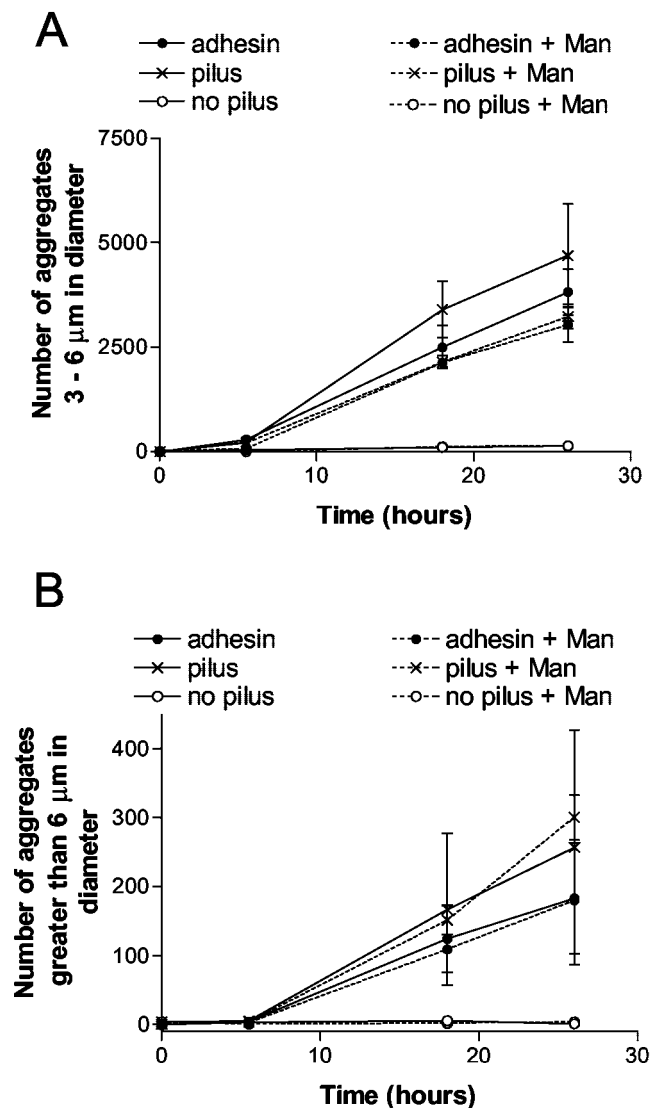 A
adhesin
pilus
no pilus
adhesin + Man
pilus + Man
no pilus + Man
Number of aggregates
3 - 6 μm in diameter
7500
5000
2500
0
0 10 20 30
Time (hours)
B
adhesin
pilus
no pilus
adhesin + Man
pilus + Man
no pilus + Man
Number of aggregates
greater than 6 μm in
diameter
400
300
200
100
0
0 10 20 30
Time (hours)